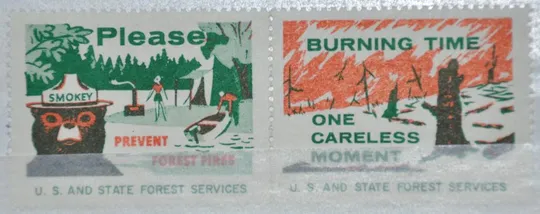 Please
SMOKEY
PREVENT
FOREST FIRES
U. S. AND STATE FOREST SERVICES
BURNING TIME
ONE
CARELESS
MOMENT
U. S. AND STATE FOREST SERVICES